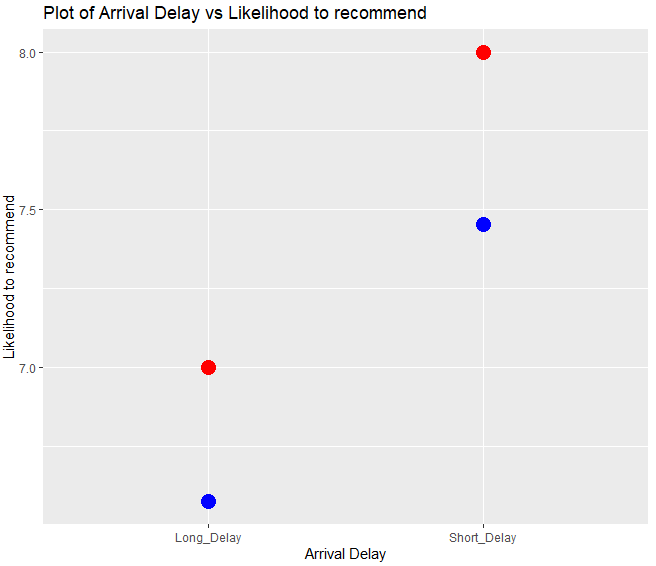 Plot of Arrival Delay vs Likelihood to recommend
8.0
7.5
7.0
Likelihood to recommend
Long_Delay Short_Delay
Arrival Delay